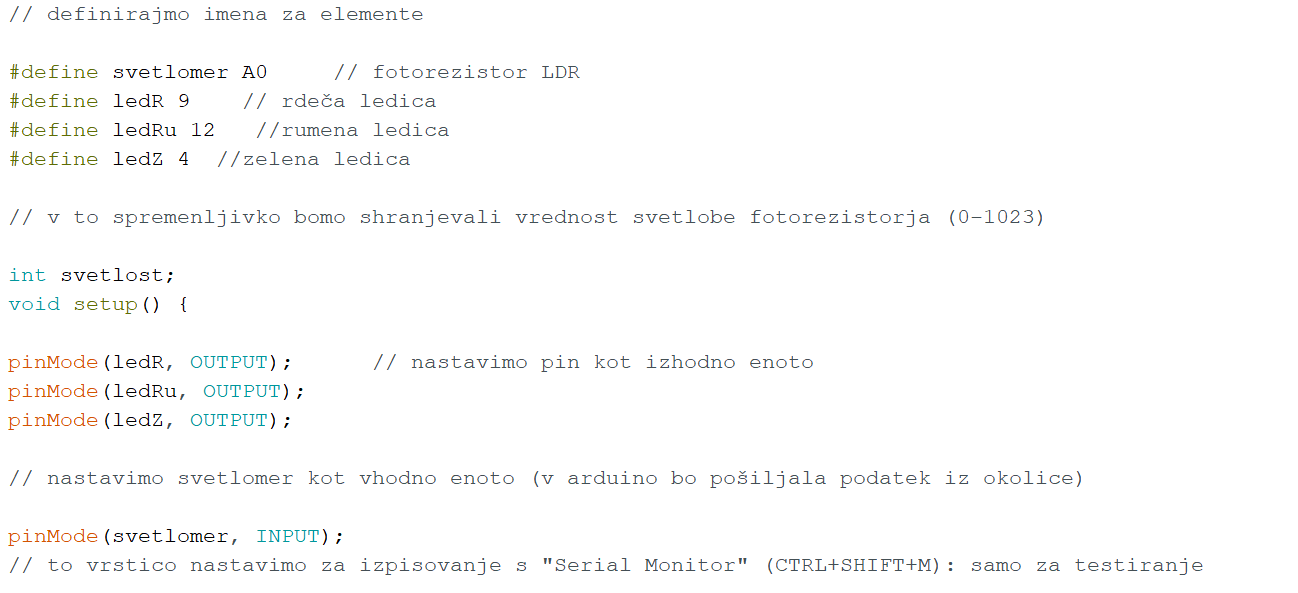 // definirajmo imena za elemente
#define svetlomer A0 // fotorezistor LDR
#define ledR 9 // rdeča ledica
#define ledRu 12 //rumena ledica
#define ledZ 4 //zelena ledica
// v to spremenljivko bomo shranjevali vrednost svetlobe fotorezistorja (0-1023)
int svetlost;
void setup() {
pinMode(ledR, OUTPUT); // nastavimo pin kot izhodno enoto
pinMode(ledRu, OUTPUT);
pinMode(ledZ, OUTPUT);
// nastavimo svetlomer kot vhodno enoto (v arduino bo pošiljala podatek iz okolice)
pinMode(svetlomer, INPUT);
// to vrstico nastavimo za izpisovanje s "Serial Monitor" (CTRL+SHIFT+M): samo za testiranje